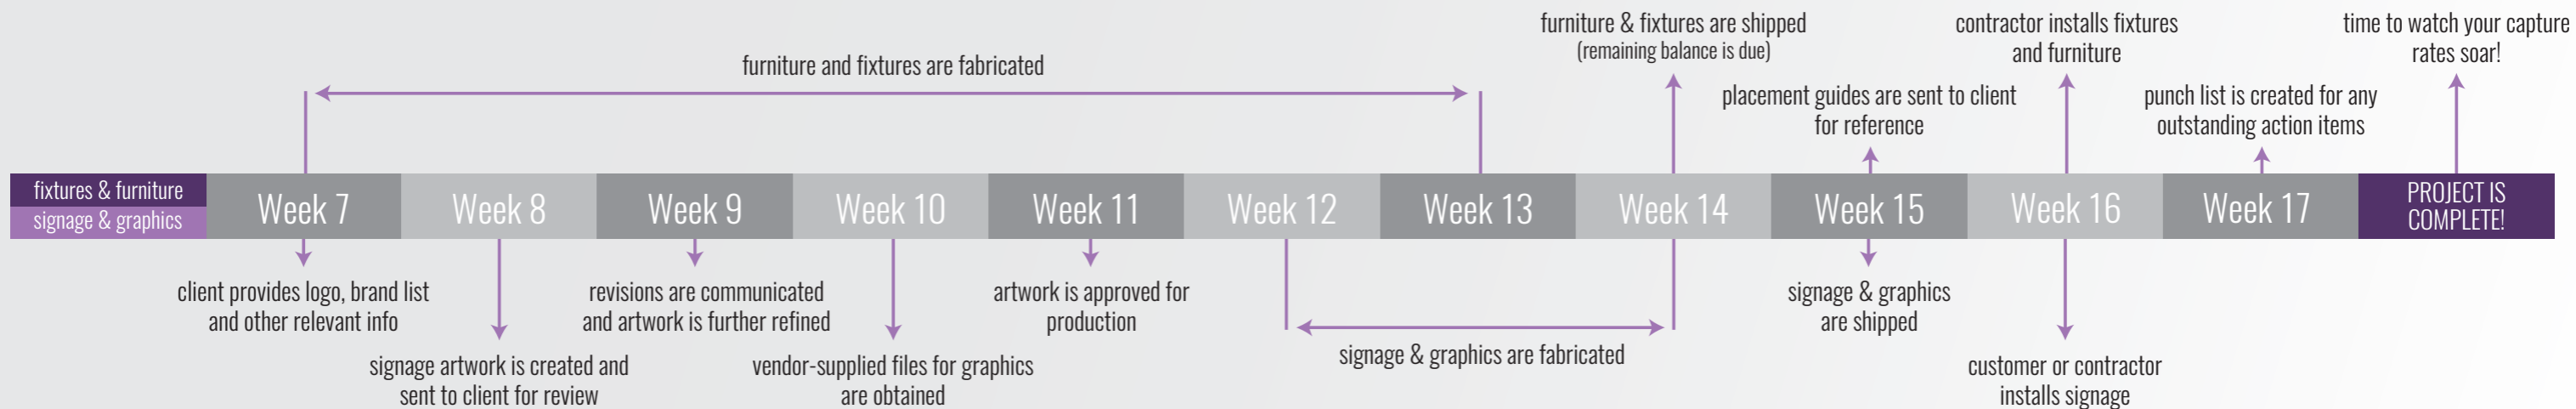 furniture and fixtures are fabricated
furniture & fixtures are shipped
(remaining balance is due)
placement guides are sent to client
for reference
contractor installs fixtures
and furniture
punch list is created for any
outstanding action items
time to watch your capture
rates soar!
fixtures & furniture
signage & graphics
Week 7
Week 8
Week 9
Week 10
Week 11
Week 12
Week 13
Week 14
Week 15
Week 16
Week 17
PROJECT IS
COMPLETE!
client provides logo, brand list
and other relevant info
signage artwork is created and
sent to client for review
revisions are communicated
and artwork is further refined
vendor-supplied files for graphics
are obtained
artwork is approved for
production
signage & graphics are fabricated
signage & graphics
are shipped
customer or contractor
installs signage